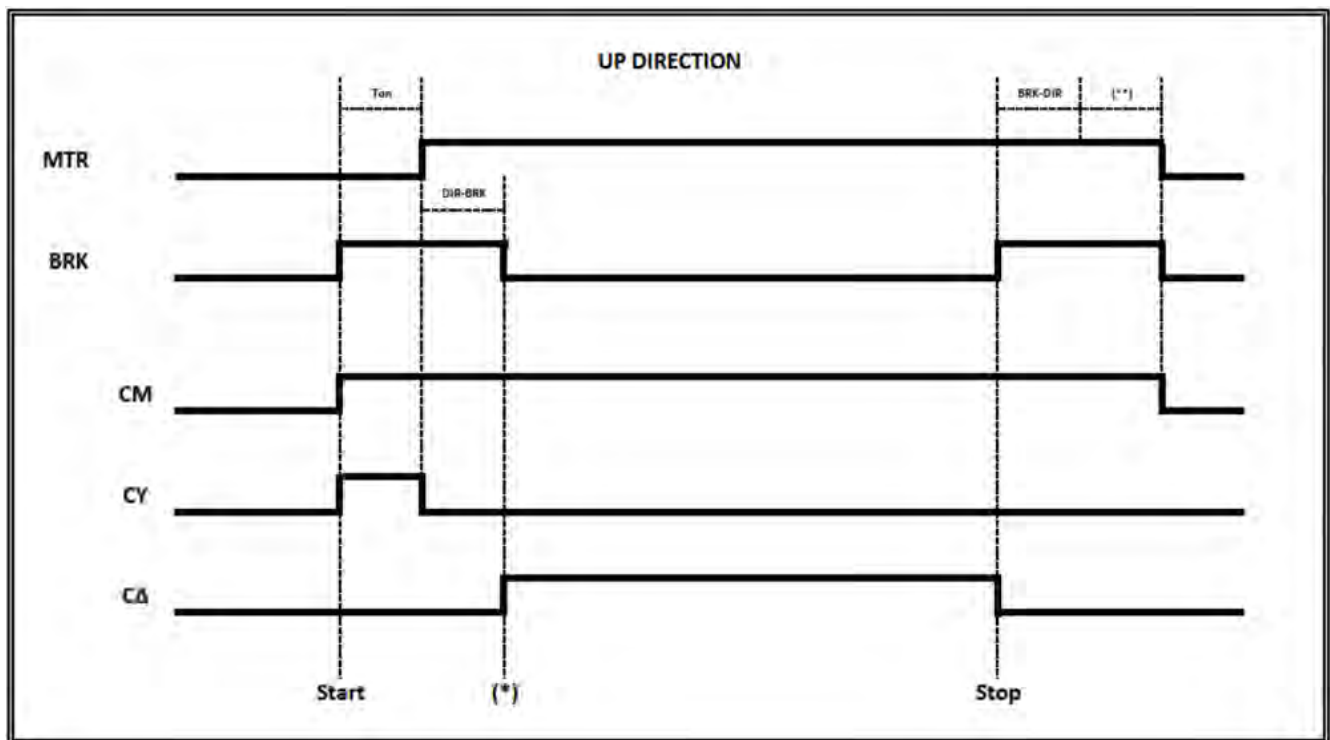 UP DIRECTION
Ton BRK-DIR (**)
MTR
DIR-BRK
BRK
CM
CY
CΔ
Start (*) Stop